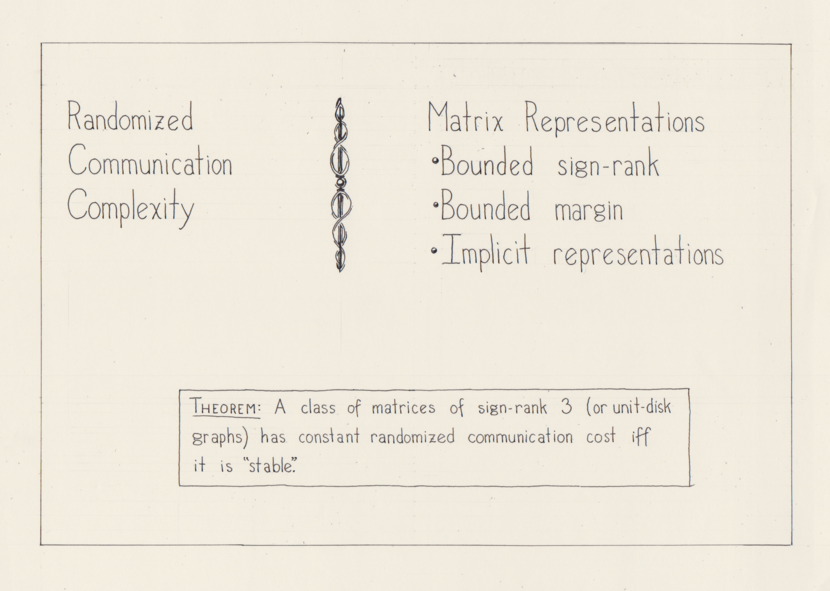 Randomized
Communication
Complexity
Matrix Representations
•Bounded sign-rank
•Bounded margin
•Implicit representations
THEOREM: A class of matrices of sign-rank 3 (or unit-disk
graphs) has constant randomized communication cost iff
it is "stable."